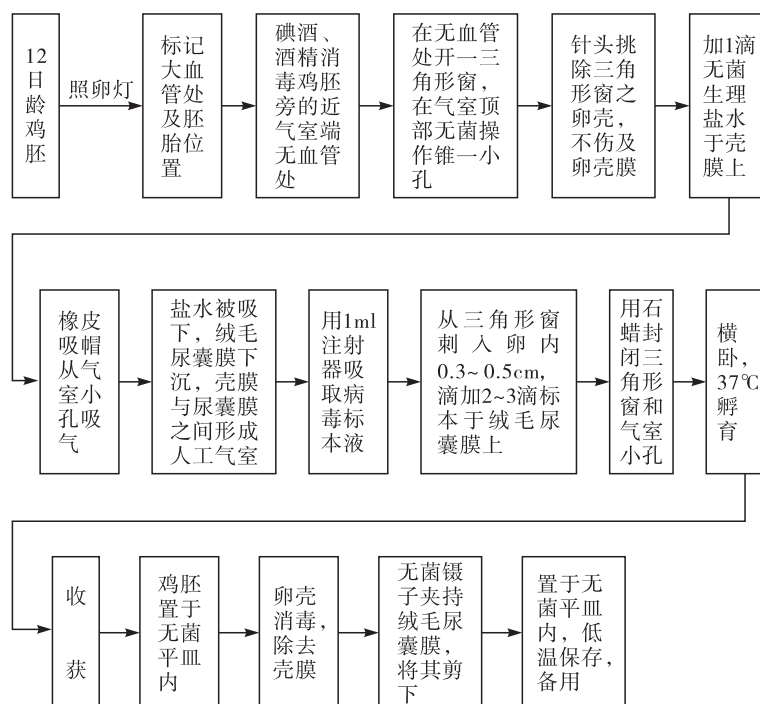 12
日
龄
鸡
胚
照卵灯
标记
大血
管处
及胚
胎位
置
碘酒、
酒精消
毒鸡胚
旁的近
气室端
无血管
处
在无血管
处开一三
角形窗,
在气室顶
部无菌操
作锥一小
孔
针头挑
除三角
形窗之
卵壳,
不伤及
卵壳膜
加1滴
无菌
生理
盐水
于壳
膜上
橡皮
吸帽
从气
室小
孔吸
气
盐水被吸
下，绒毛
尿囊膜下
沉，壳膜
与尿囊膜
之间形成
人工气室
用1ml
注射
器吸
取病
毒标
本液
从三角形窗
刺入卵内
0.3~0.5cm,
滴加2~3滴标
本于绒毛尿
囊膜上
用石
蜡封
闭三
角形
窗和
气室
小孔
横
卧,
37℃
孵
育
收
获
鸡胚
置于
无菌
平皿
内
卵壳
消毒,
除去
壳膜
无菌镊
子夹持
绒毛尿
囊膜,
将其剪
下
置于无
菌平皿
内，低
温保存,
备用